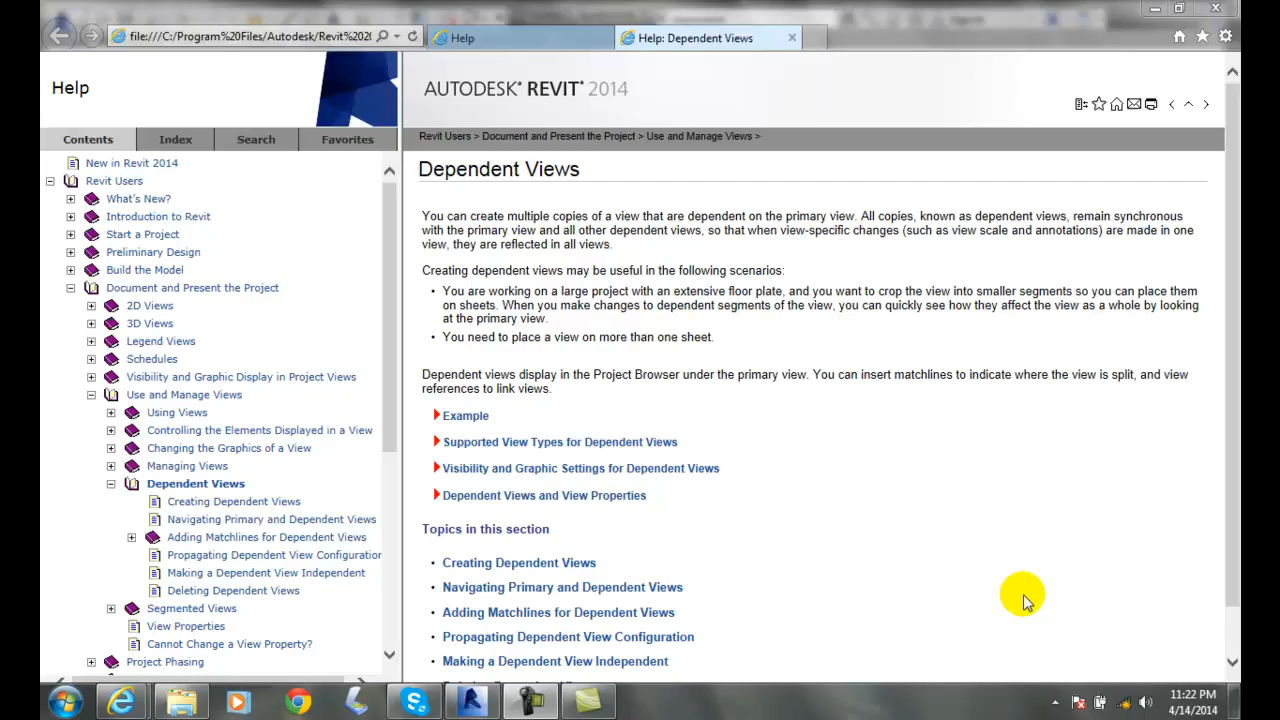 file:///C:/Program%20Files/Autodesk/Revit%20
Help
Help: Dependent Views
Help
AUTODESK® REVIT® 2014
Contents
Index
Search
Favorites
Revit Users > Document and Present the Project > Use and Manage Views >
New in Revit 2014
Revit Users
What's New?
Introduction to Revit
Start a Project
Preliminary Design
Build the Model
Document and Present the Project
2D Views
3D Views
Legend Views
Schedules
Visibility and Graphic Display in Project Views
Use and Manage Views
Using Views
Controlling the Elements Displayed in a View
Changing the Graphics of a View
Managing Views
Dependent Views
Creating Dependent Views
Navigating Primary and Dependent Views
Adding Matchlines for Dependent Views
Propagating Dependent View Configuration
Making a Dependent View Independent
Deleting Dependent Views
Segmented Views
View Properties
Cannot Change a View Property?
Project Phasing
Dependent Views
You can create multiple copies of a view that are dependent on the primary view. All copies, known as dependent views, remain synchronous
with the primary view and all other dependent views, so that when view-specific changes (such as view scale and annotations) are made in one
view, they are reflected in all views.
Creating dependent views may be useful in the following scenarios:
• You are working on a large project with an extensive floor plate, and you want to crop the view into smaller segments so you can place them
on sheets. When you make changes to dependent segments of the view, you can quickly see how they affect the view as a whole by looking
at the primary view.
• You need to place a view on more than one sheet.
Dependent views display in the Project Browser under the primary view. You can insert matchlines to indicate where the view is split, and view
references to link views.
Example
Supported View Types for Dependent Views
Visibility and Graphic Settings for Dependent Views
Dependent Views and View Properties
Topics in this section
• Creating Dependent Views
• Navigating Primary and Dependent Views
• Adding Matchlines for Dependent Views
• Propagating Dependent View Configuration
• Making a Dependent View Independent
11:22 PM
4/14/2014